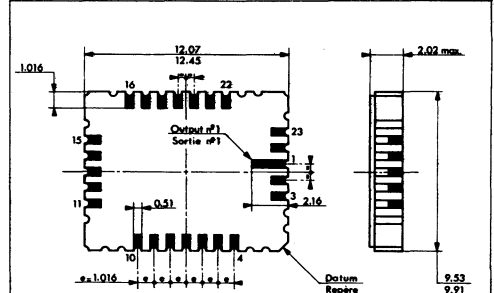 12.07
12.45
2.02 max.
1.016
16
22
23
Output nº1
Sortie nº1
1
15
11
0.51
3
2.16
10
4
e=1.016
e
e
e
e
e
Datum
Repère
9.53
9.91